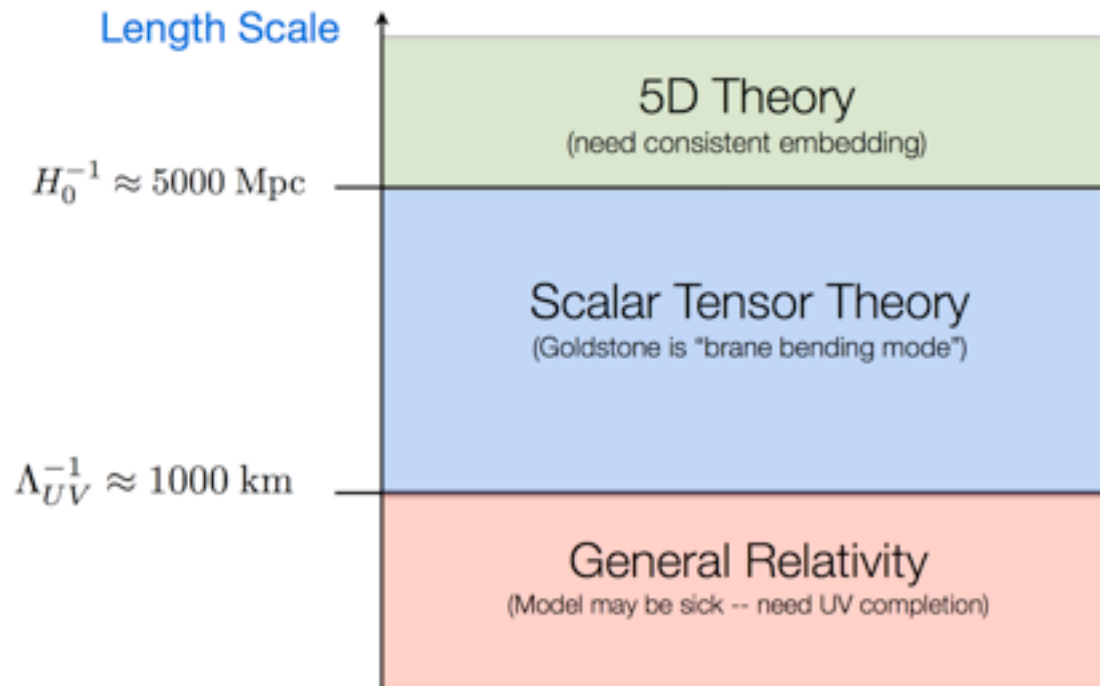 Length Scale
5D Theory
(need consistent embedding)
H₀⁻¹ ≈ 5000 Mpc
Scalar Tensor Theory
(Goldstone is “brane bending mode”)
Λ_{UV}^{-1} ≈ 1000 km
General Relativity
(Model may be sick -- need UV completion)